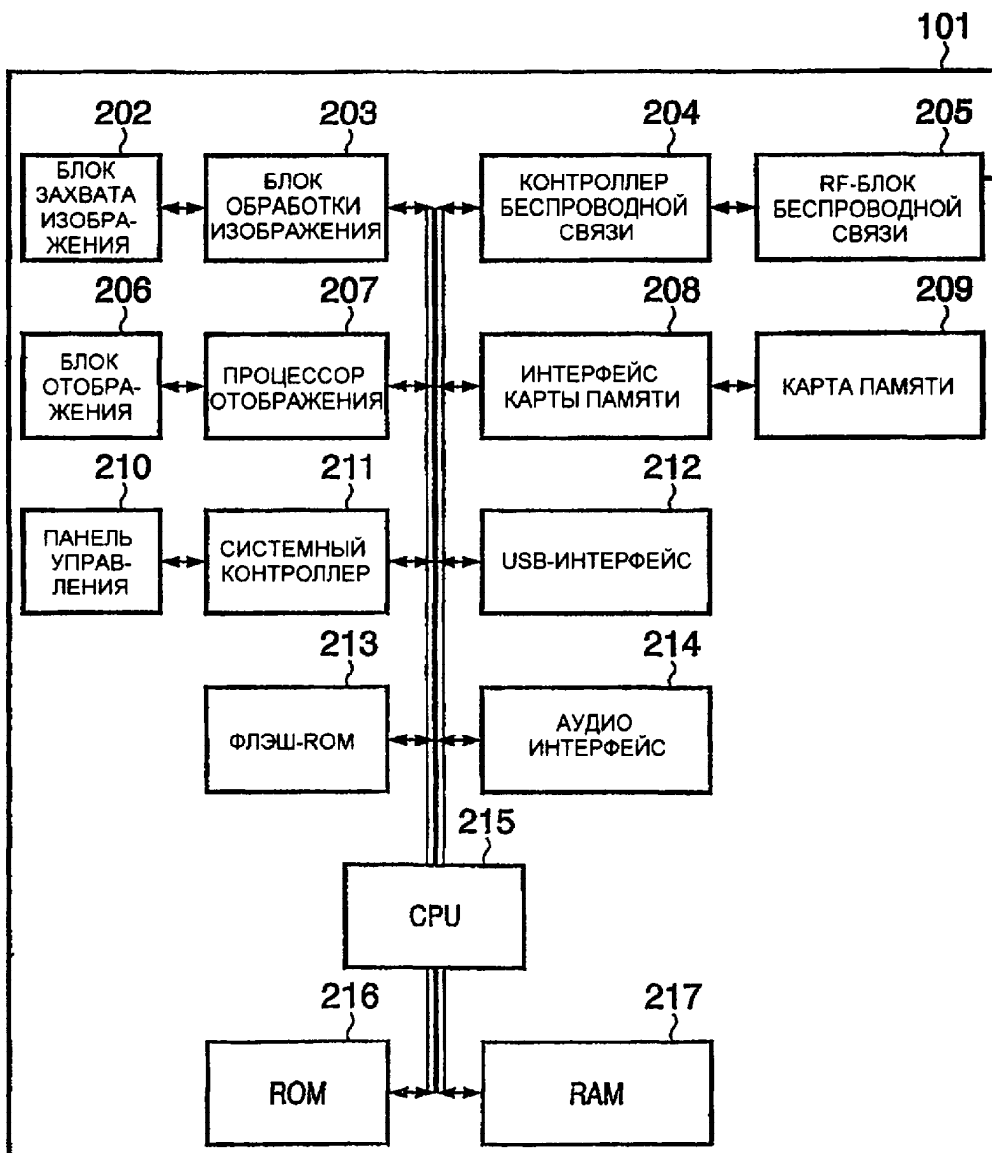 101
202
203
204
205
БЛОК
ЗАХВАТА
ИЗОБРА-
ЖЕНИЯ
БЛОК
ОБРАБОТКИ
ИЗОБРАЖЕНИЯ
КОНТРОЛЛЕР
БЕСПРОВОДНОЙ
СВЯЗИ
RF-БЛОК
БЕСПРОВОДНОЙ
СВЯЗИ
206
207
208
209
БЛОК
ОТОБРА-
ЖЕНИЯ
ПРОЦЕССОР
ОТОБРАЖЕНИЯ
ИНТЕРФЕЙС
КАРТЫ ПАМЯТИ
КАРТА ПАМЯТИ
210
211
212
ПАНЕЛЬ
УПРАВ-
ЛЕНИЯ
СИСТЕМНЫЙ
КОНТРОЛЛЕР
USB-ИНТЕРФЕЙС
213
214
ФЛЭШ-ROM
АУДИО
ИНТЕРФЕЙС
215
CPU
216
217
ROM
RAM